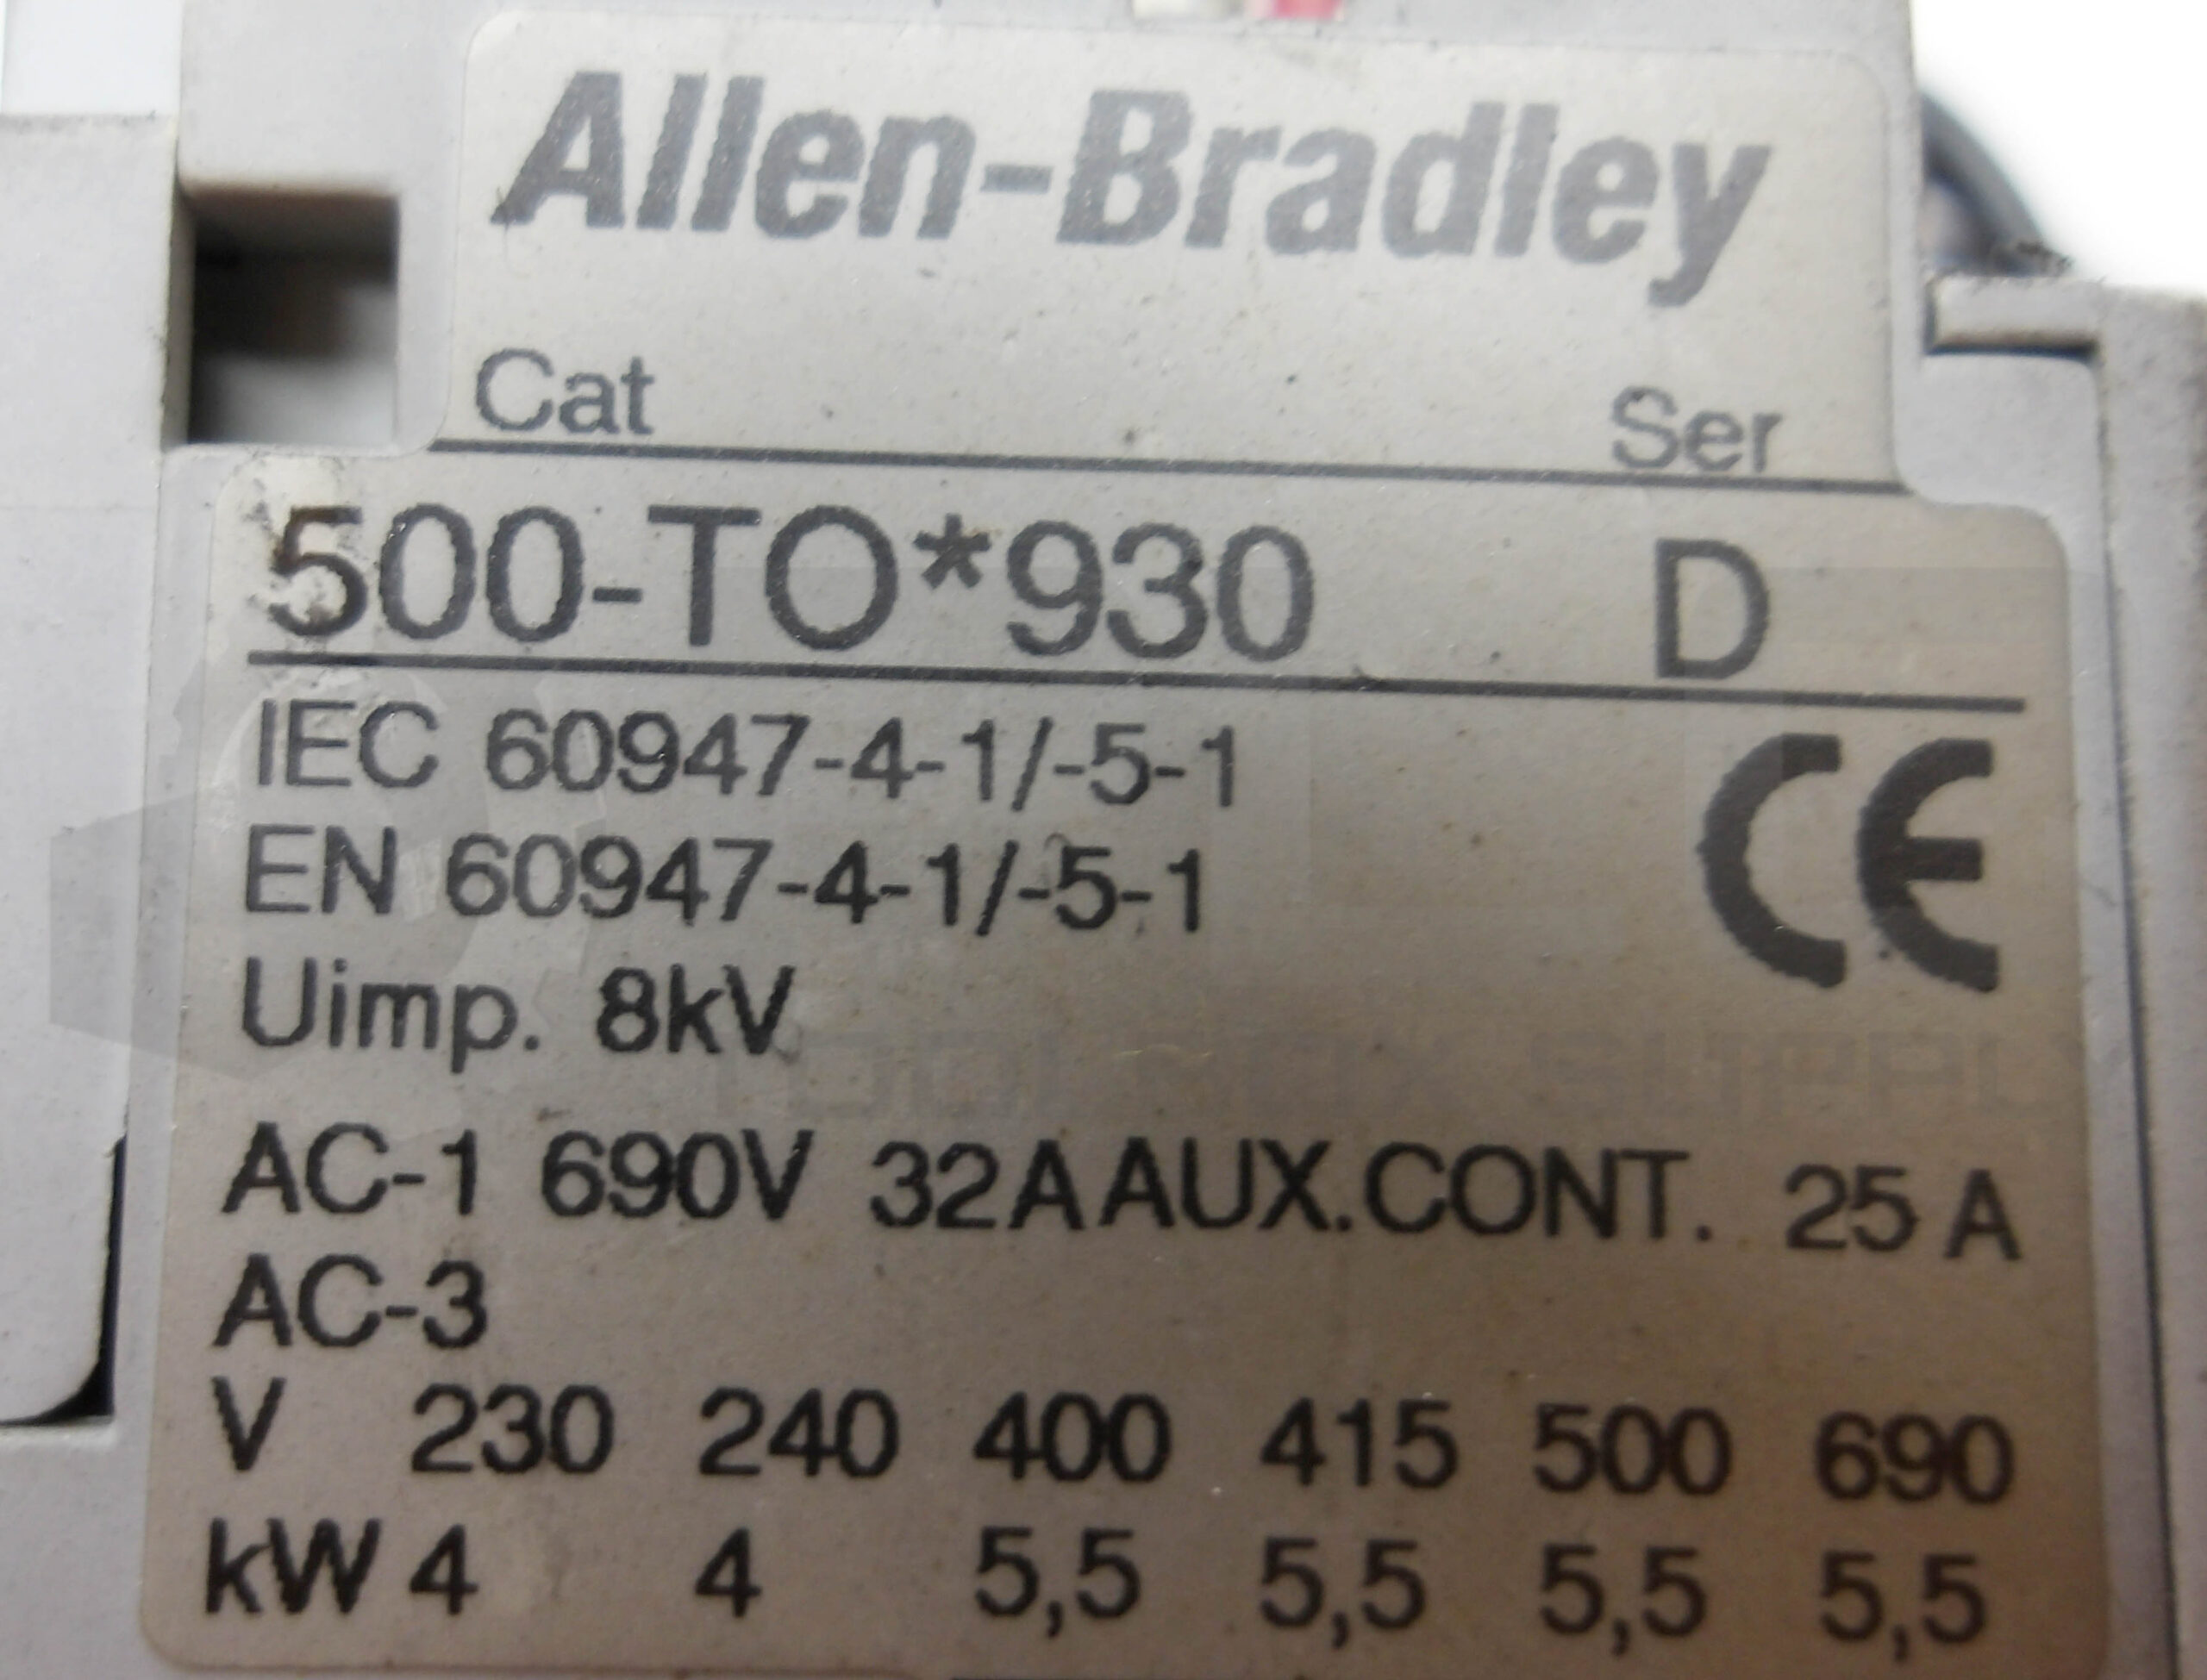 Allen-Bradley
Cat Ser
500-TO*930 D
IEC 60947-4-1/-5-1
CE
EN 60947-4-1/-5-1
Uimp. 8kV
SUPPLY
AC-1 690V 32A AUX.CONT. 25 A
AC-3
V 230 240 400 415 500 690
kW 4 4 5,5 5,5 5,5 5,5